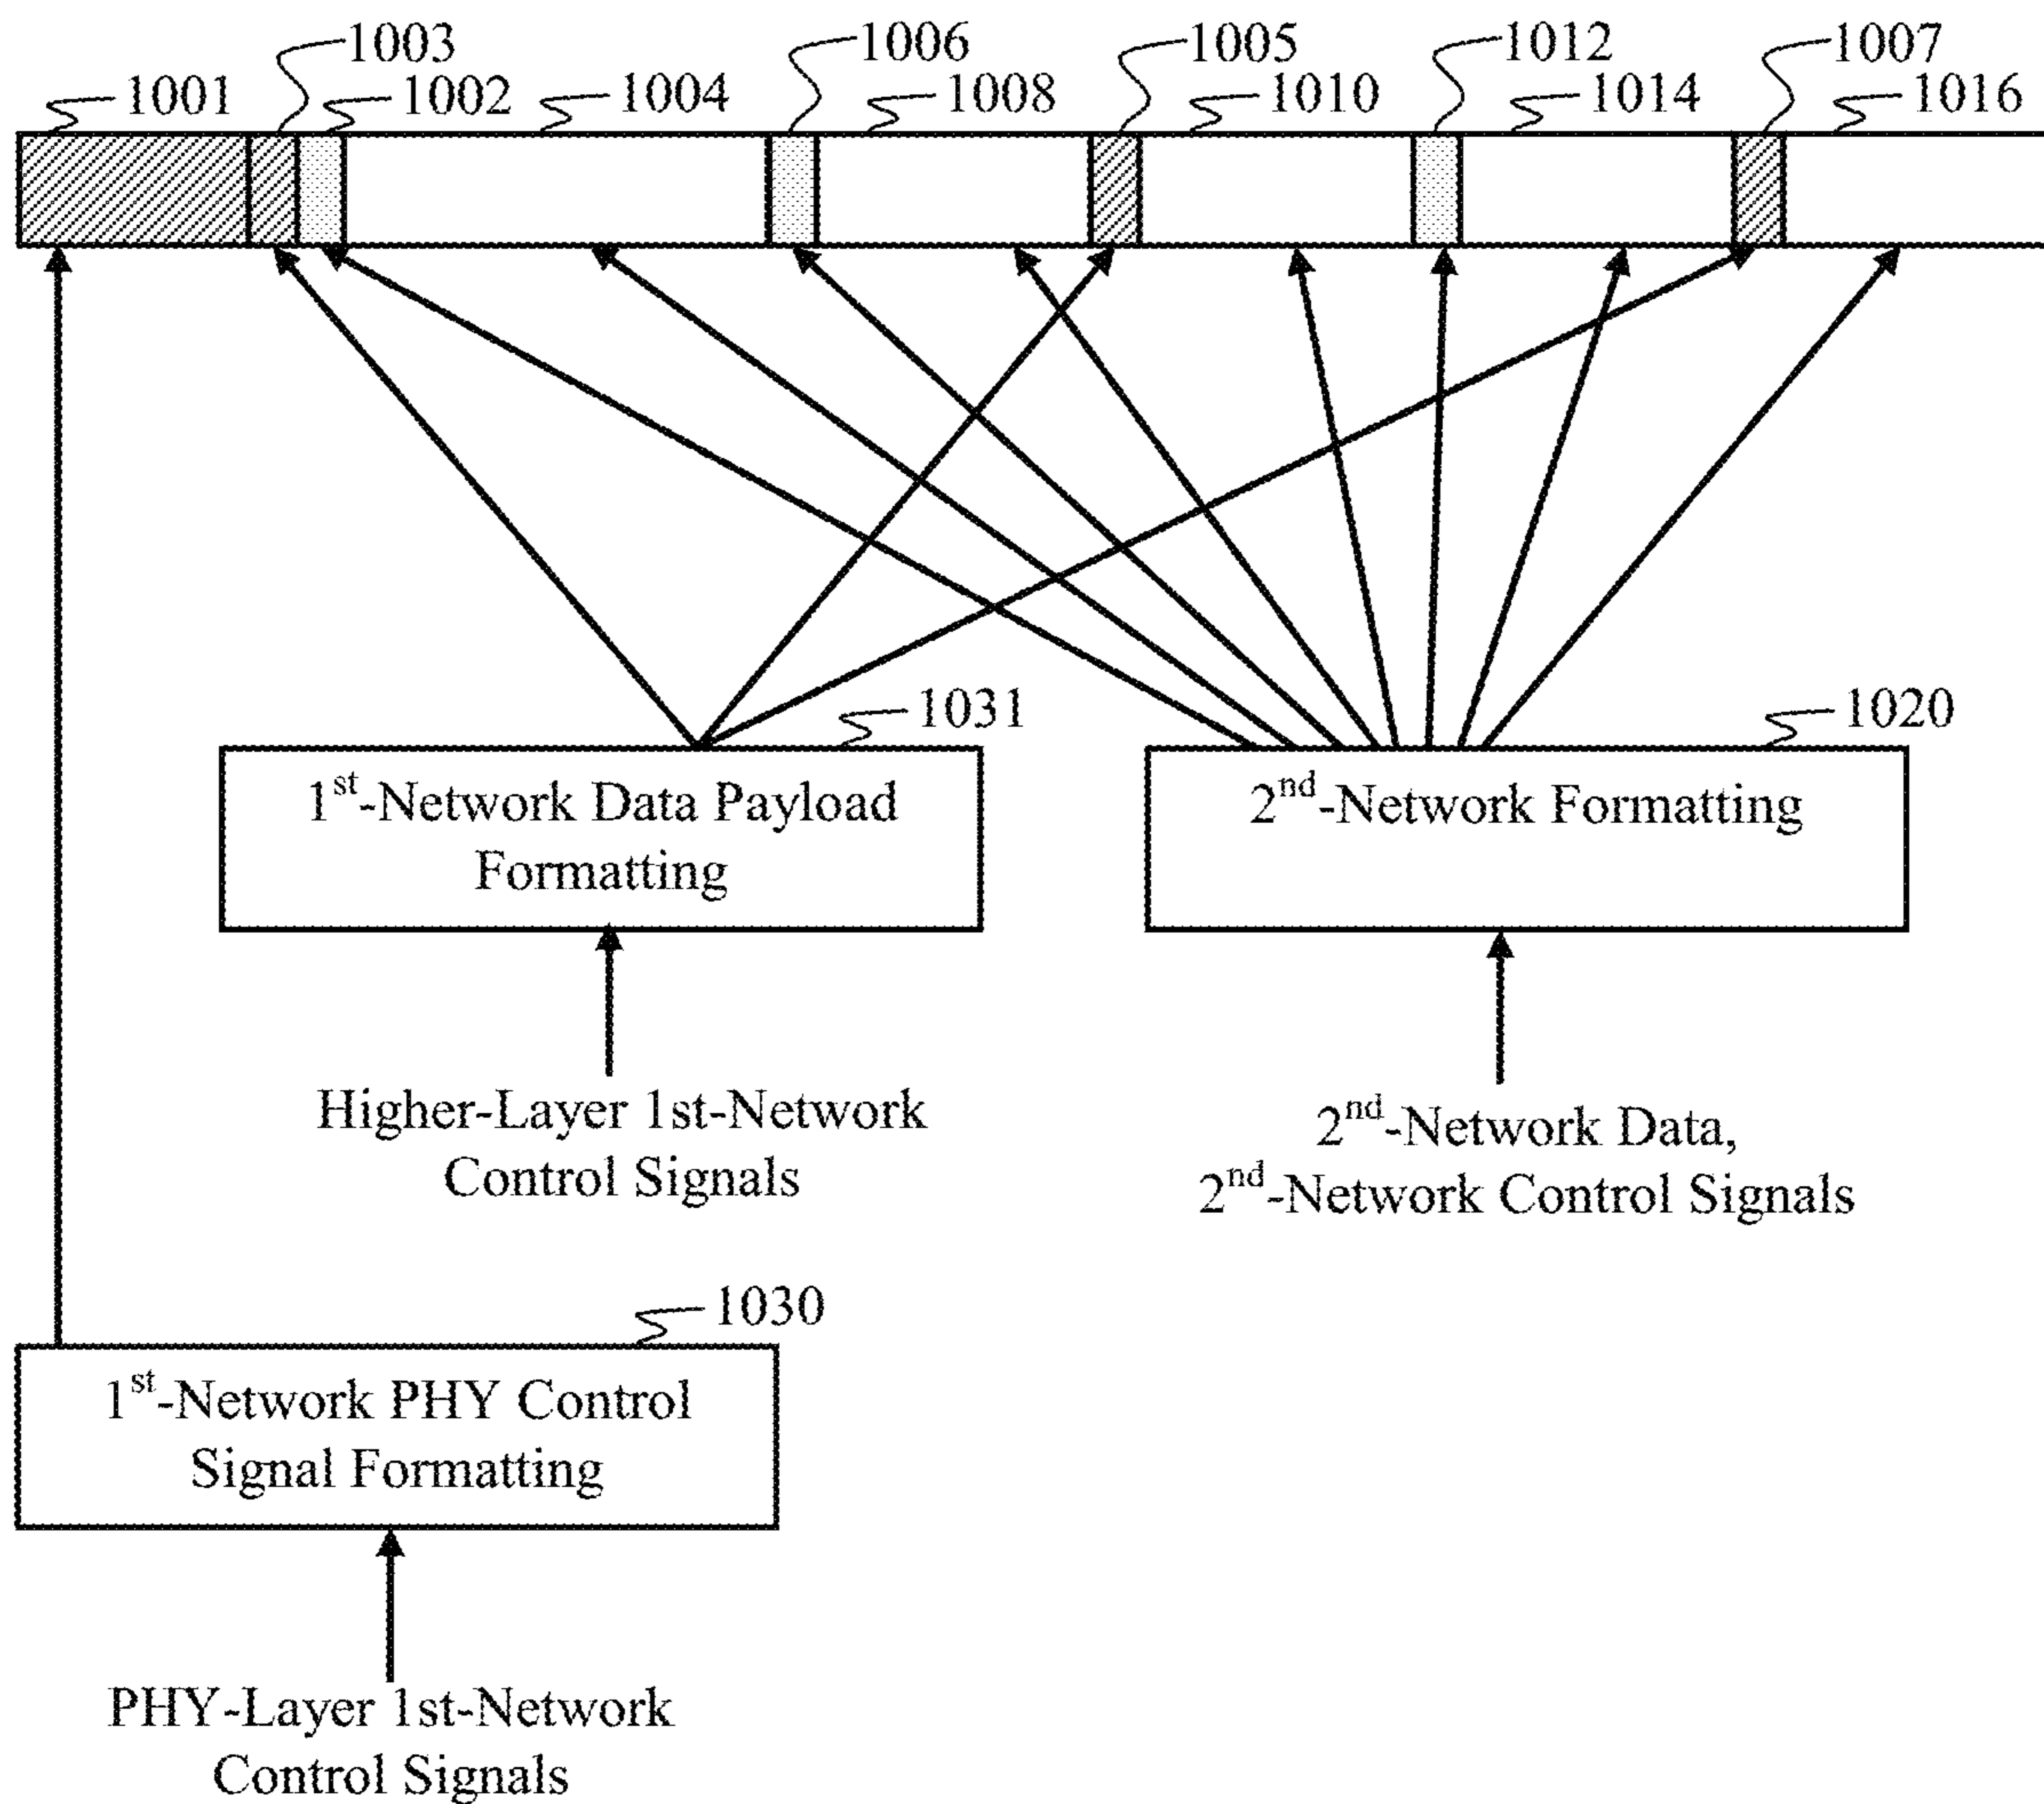 1003 1006 1005 1012 1007
1001 1002 1004 1008 1010 1014 1016
1031 1020
1st-Network Data Payload
Formatting
2nd-Network Formatting
Higher-Layer 1st-Network
Control Signals
2nd-Network Data,
2nd-Network Control Signals
1030
1st-Network PHY Control
Signal Formatting
PHY-Layer 1st-Network
Control Signals